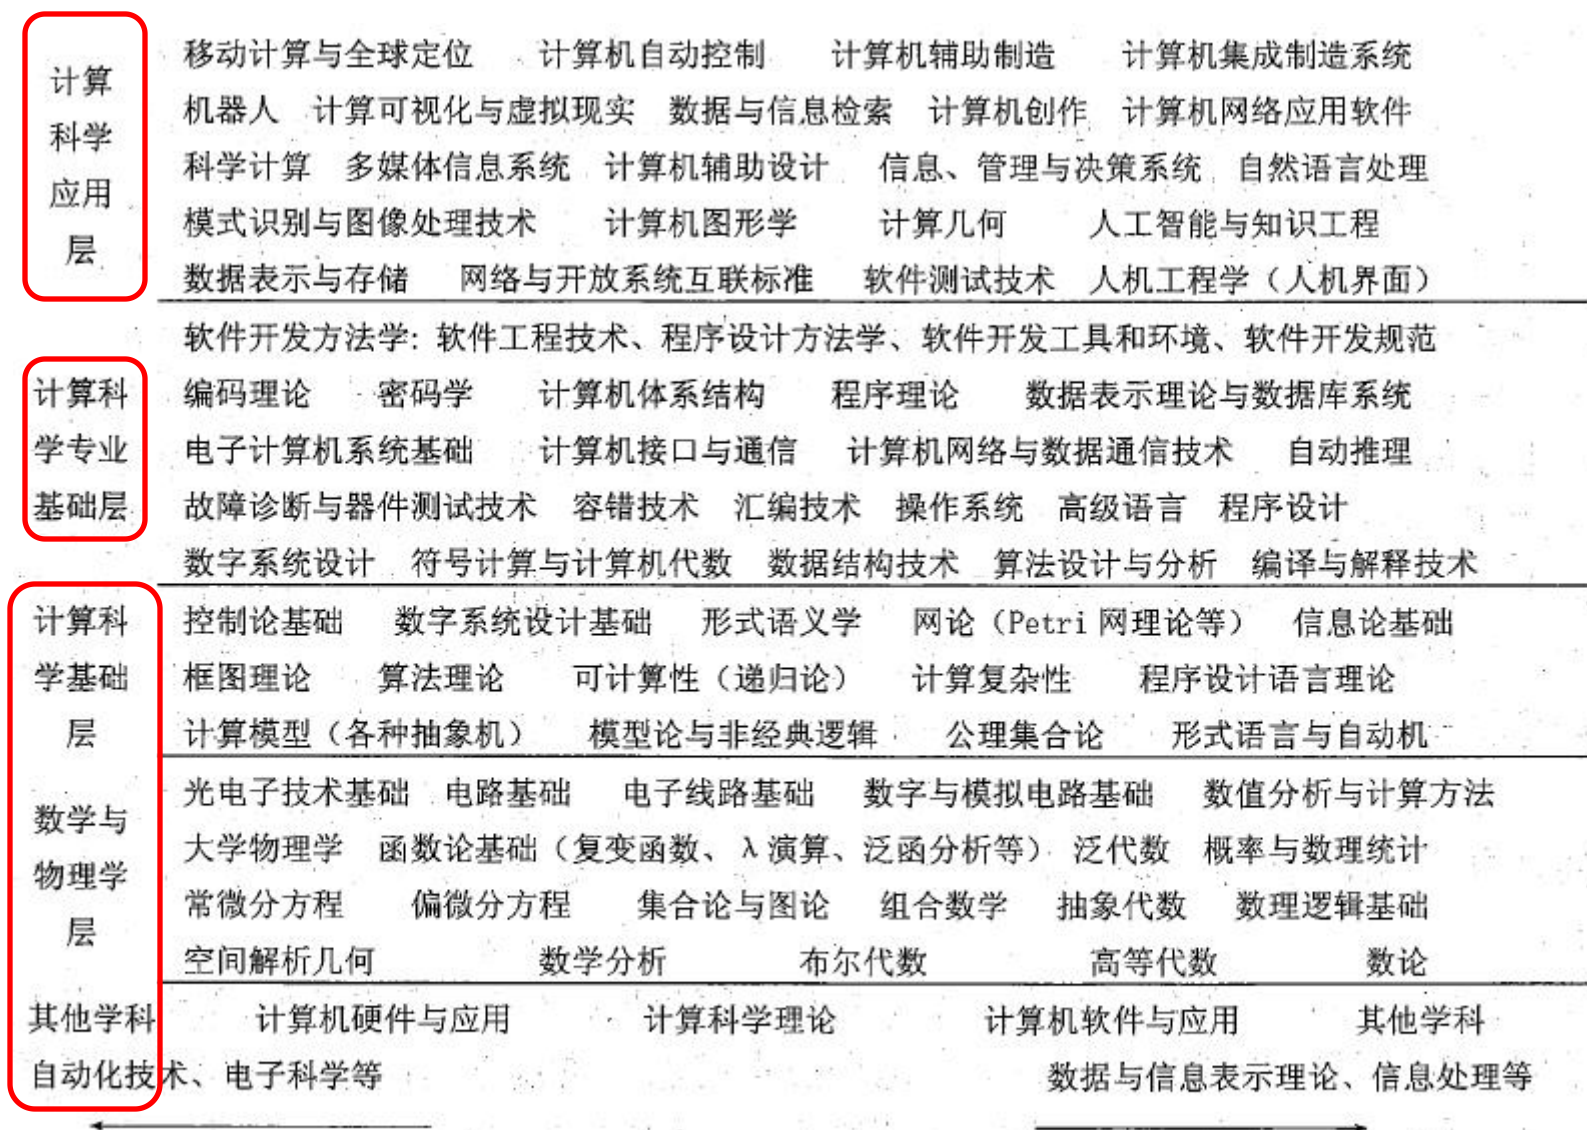 计算
科学
应用
层
移动计算与全球定位 计算机自动控制 计算机辅助制造 计算机集成制造系统
机器人 计算可视化与虚拟现实 数据与信息检索 计算机创作 计算机网络应用软件
科学计算 多媒体信息系统 计算机辅助设计 信息、管理与决策系统 自然语言处理
模式识别与图像处理技术 计算机图形学 计算几何 人工智能与知识工程
数据表示与存储 网络与开放系统互联标准 软件测试技术 人机工程学（人机界面）
计算科
学专业
基础层
软件开发方法学: 软件工程技术、程序设计方法学、软件开发工具和环境、软件开发规范
编码理论 密码学 计算机体系结构 程序理论 数据表示理论与数据库系统
电子计算机系统基础 计算机接口与通信 计算机网络与数据通信技术 自动推理
故障诊断与器件测试技术 容错技术 汇编技术 操作系统 高级语言 程序设计
数字系统设计 符号计算与计算机代数 数据结构技术 算法设计与分析 编译与解释技术
计算科
学基础
层
控制论基础 数字系统设计基础 形式语义学 网论（Petri 网理论等） 信息论基础
框图理论 算法理论 可计算性（递归论） 计算复杂性 程序设计语言理论
计算模型（各种抽象机） 模型论与非经典逻辑 公理集合论 形式语言与自动机
数学与
物理学
层
光电子技术基础 电路基础 电子线路基础 数字与模拟电路基础 数值分析与计算方法
大学物理学 函数论基础（复变函数、λ演算、泛函分析等） 泛代数 概率与数理统计
常微分方程 偏微分方程 集合论与图论 组合数学 抽象代数 数理逻辑基础
空间解析几何 数学分析 布尔代数 高等代数 数论
其他学科 计算机硬件与应用 计算科学理论 计算机软件与应用 其他学科
自动化技术、电子科学等 数据与信息表示理论、信息处理等